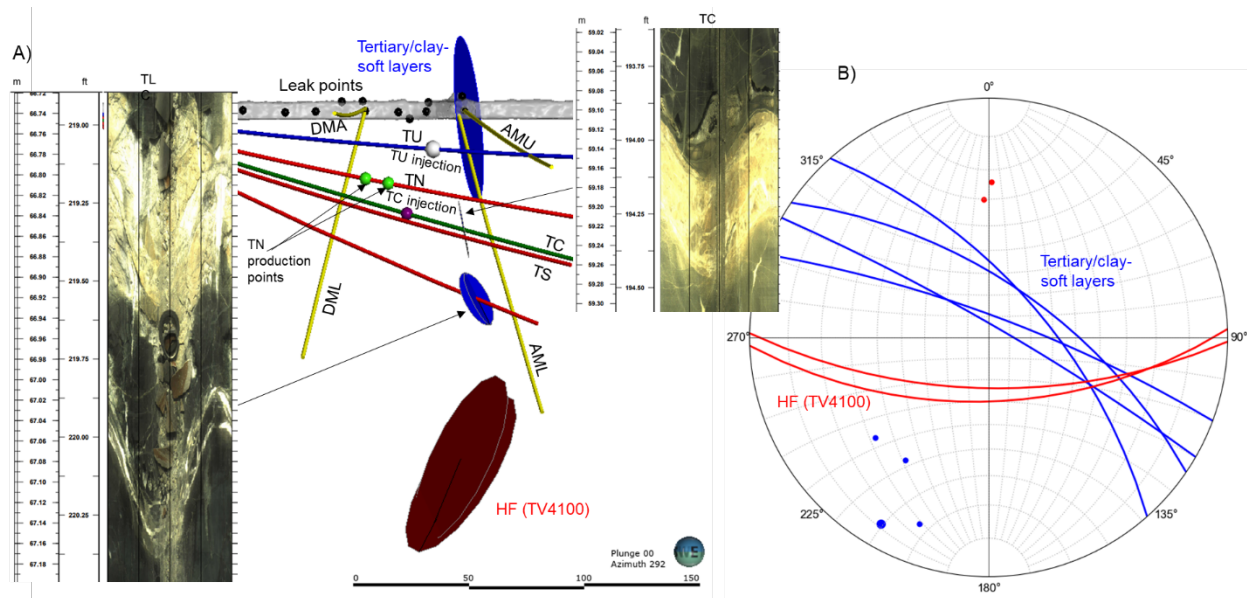 A)
m
ft
TL
C
66.72
66.74
66.76
66.78
66.80
66.82
66.84
66.86
66.88
66.90
66.92
66.94
66.96
66.98
67.00
67.02
67.04
67.06
67.08
67.10
67.12
67.14
67.16
67.18
219.00
219.25
219.50
219.75
220.00
220.25
Leak points
Tertiary/clay-
soft layers
DMA
AMU
TU
TU injection
TN
TC injection
TN
production
points
TC
TS
DML
AML
HF (TV4100)
Plunge 00
Azimuth 292
0
50
100
150
m
ft
TC
59.02
59.04
59.06
59.08
59.10
59.12
59.14
59.16
59.18
59.20
59.22
59.24
59.26
59.28
59.30
193.75
194.00
194.25
194.50
B)
0°
45°
90°
135°
180°
225°
270°
315°
Tertiary/clay-
soft layers
HF (TV4100)